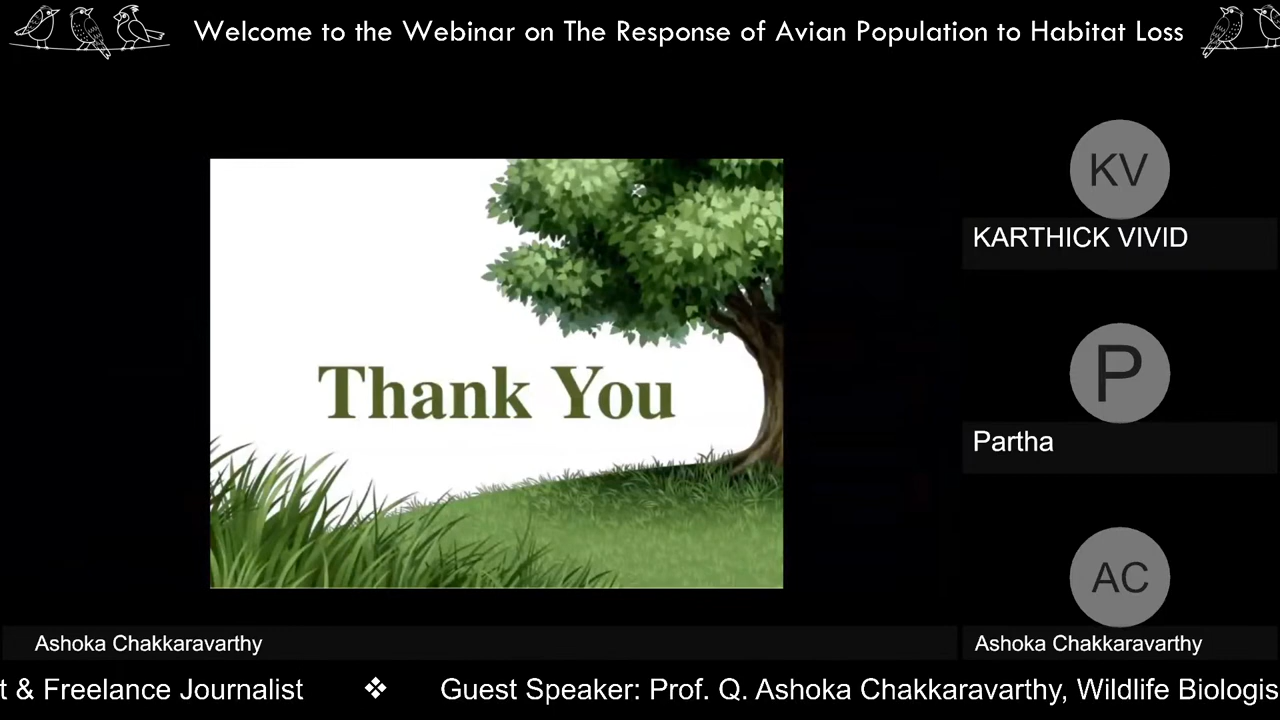 Welcome to the Webinar on The Response of Avian Population to Habitat Loss
KV
KARTHICK VIVID
Thank You
P
Partha
AC
Ashoka Chakkaravarthy
Ashoka Chakkaravarthy
t & Freelance Journalist ❖ Guest Speaker: Prof. Q. Ashoka Chakkaravarthy, Wildlife Biologis